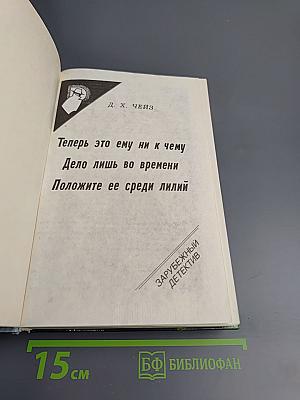 Д. Х. ЧЕЙЗ
Теперь это ему ни к чему
Дело лишь во времени
Положите ее среди лилий
ЗАРУБЕЖНЫЙ
ДЕТЕКТИВ
15 см
БФ БИБЛИОФАН